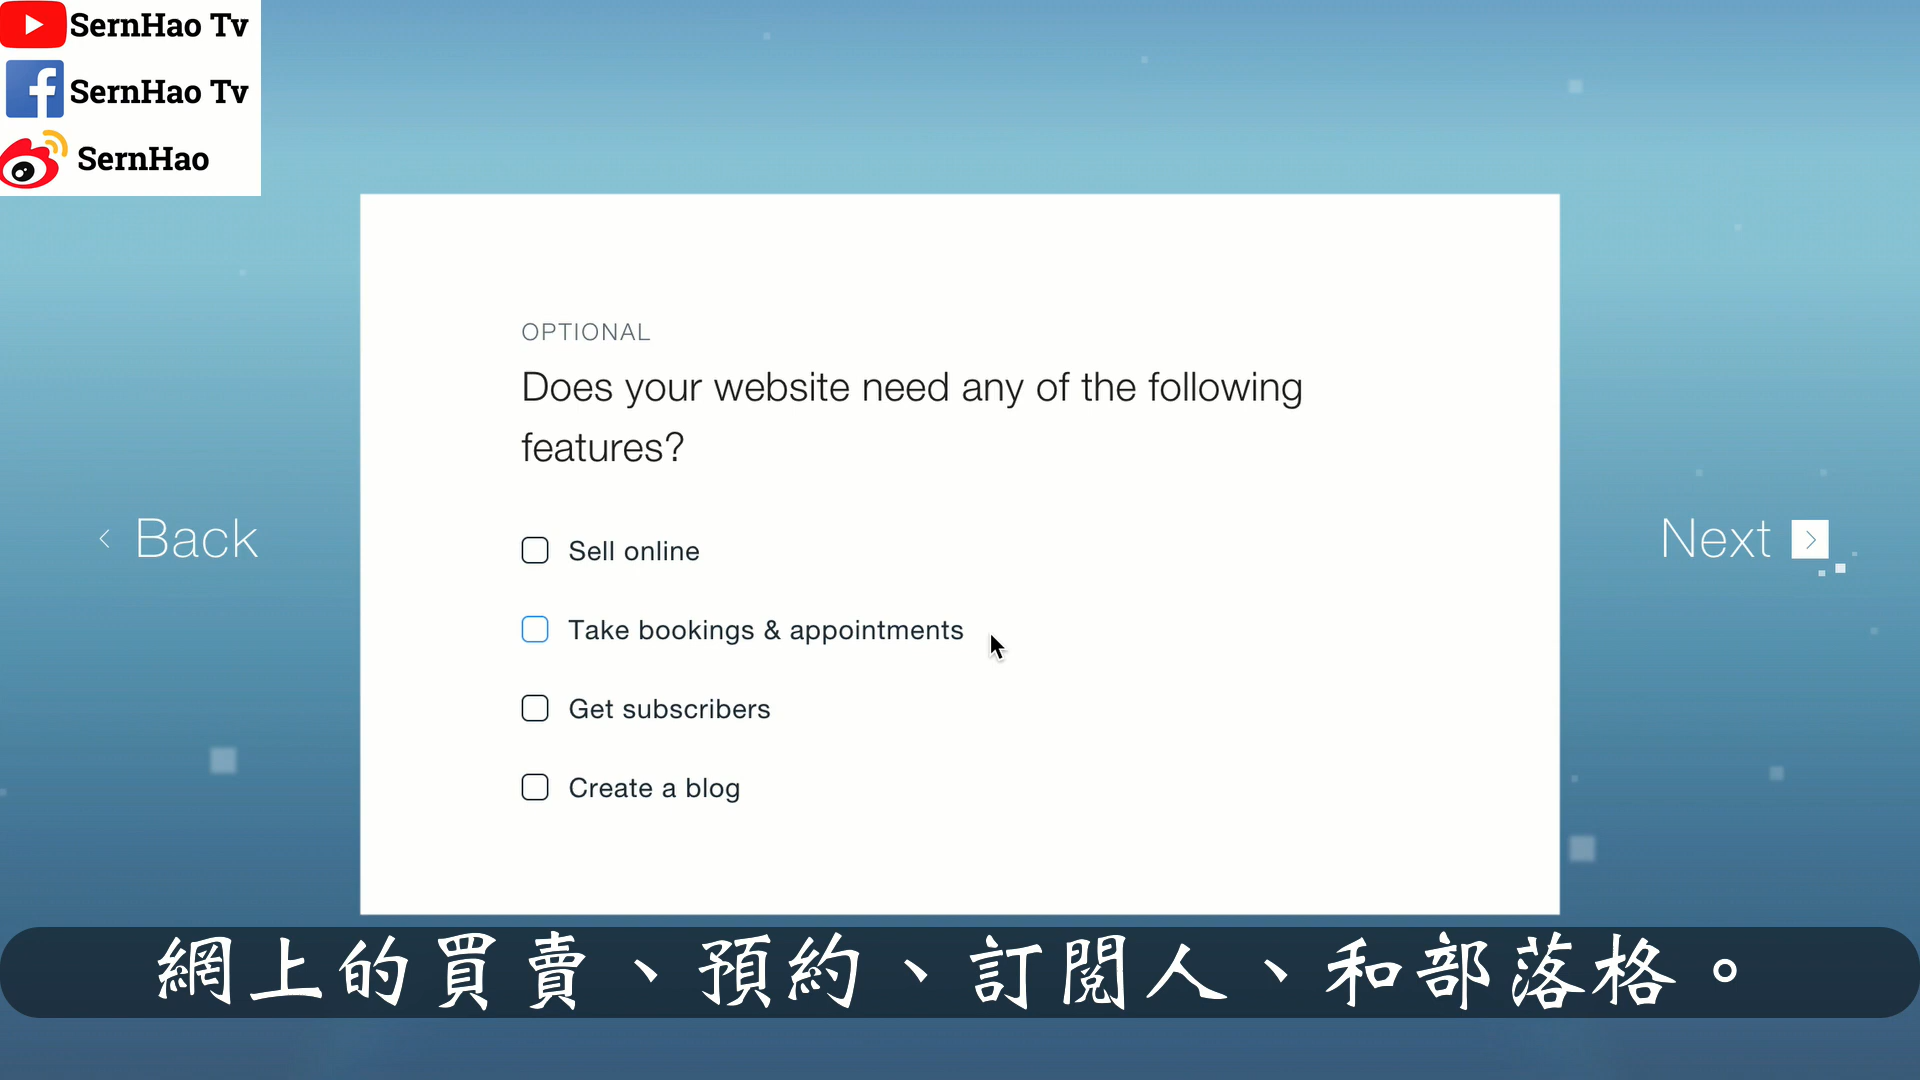 SernHao Tv
SernHao Tv
SernHao
OPTIONAL
Does your website need any of the following
features?
Sell online
Take bookings & appointments
Get subscribers
Create a blog
Back
Next
網上的買賣、預約、訂閱人、和部落格。